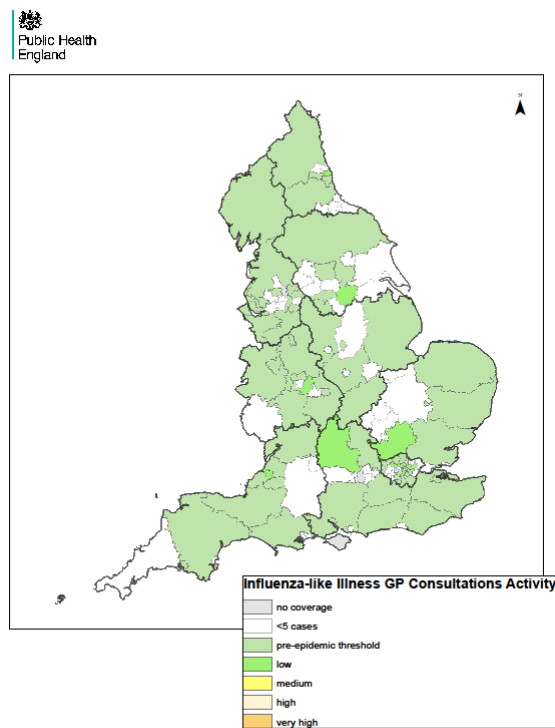 Public Health
England
N
Influenza-like Illness GP Consultations Activity
no coverage
<5 cases
pre-epidemic threshold
low
medium
high
very high